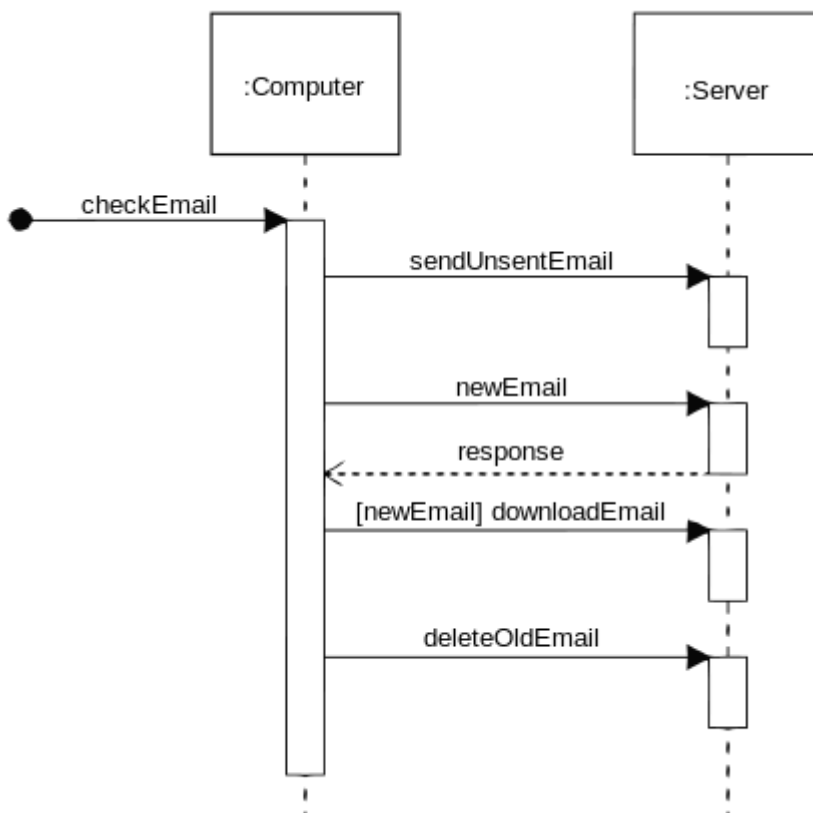 :Computer
:Server
checkEmail
sendUnsentEmail
newEmail
response
[newEmail] downloadEmail
deleteOldEmail